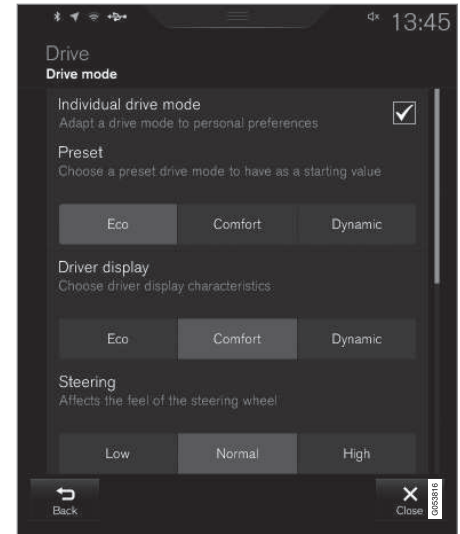 13:45
Drive
Drive mode
Individual drive mode
Adapt a drive mode to personal preferences
Preset
Choose a preset drive mode to have as a starting value
Eco Comfort Dynamic
Driver display
Choose driver display characteristics
Eco Comfort Dynamic
Steering
Affects the feel of the steering wheel
Low Normal High
Back Close
G053816